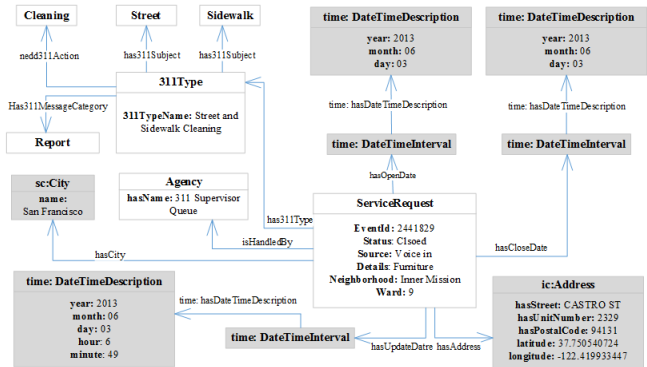 Cleaning
Street
Sidewalk
time: DateTimeDescription
year: 2013
month: 06
day: 03
time: DateTimeDescription
year: 2013
month: 06
day: 03
nedd311Action
has311Subject
has311Subject
311Type
311TypeName: Street and
Sidewalk Cleaning
Has311MessageCategory
Report
time: hasDateTimeDescription
time: hasDateTimeDescription
time: DateTimeInterval
time: DateTimeInterval
sc:City
name:
San Francisco
Agency
hasName: 311 Supervisor
Queue
hasOpenDate
has311Type
isHandledBy
hasCity
ServiceRequest
EventId: 2441829
Status: CIsoed
Source: Voice in
Details: Furniture
Neighborhood: Inner Mission
Ward: 9
hasCloseDate
time: DateTimeDescription
year: 2013
month: 06
day: 03
hour: 6
minute: 49
time: hasDateTimeDescription
time: DateTimeInterval
hasUpdateDatre
hasAddress
ic:Address
hasStreet: CASTRO ST
hasUnitNumber: 2329
hasPostalCode: 94131
latitude: 37.750540724
longitude: -122.419933447